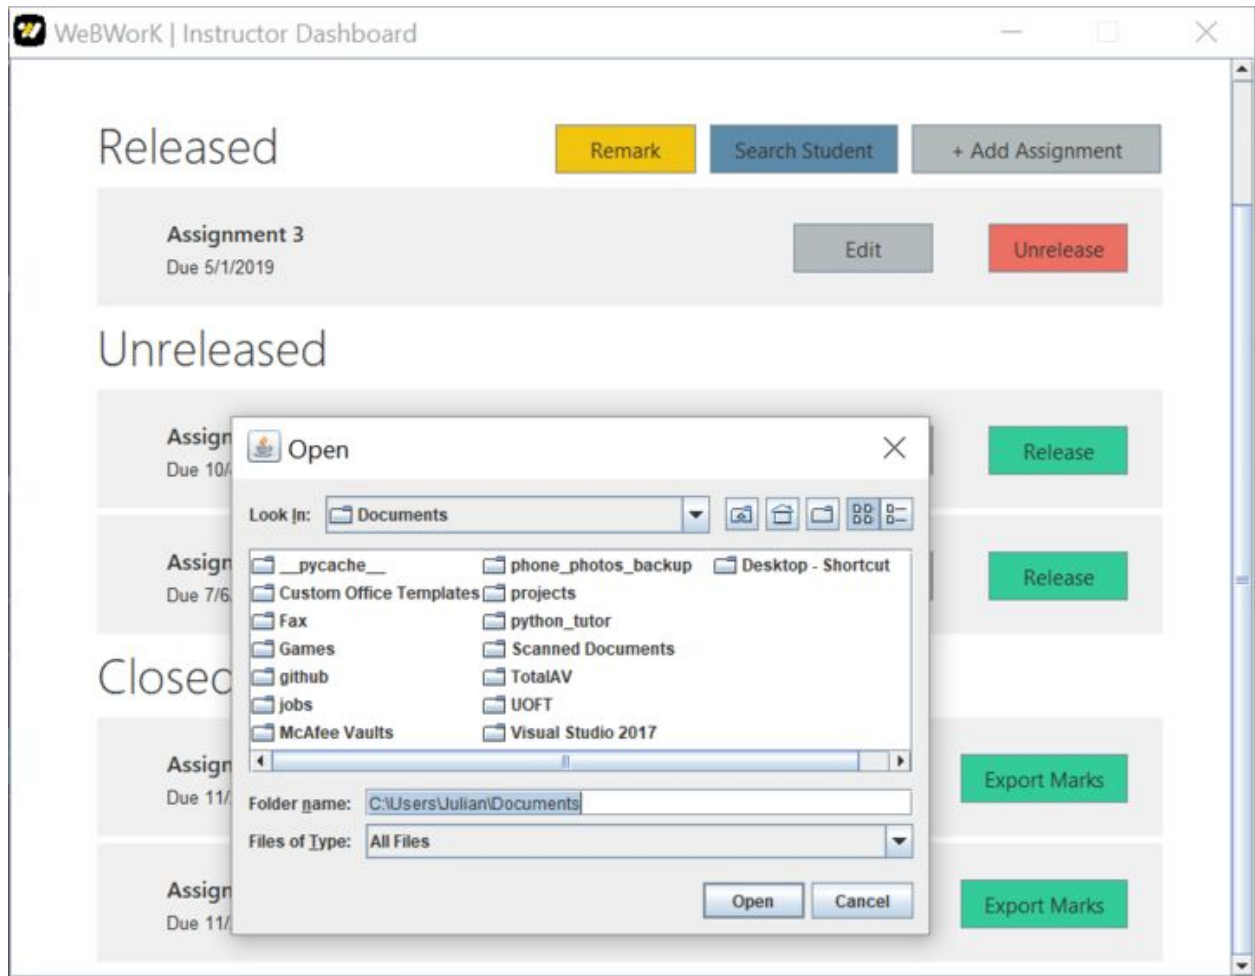 WeBWorK | Instructor Dashboard
Released
Remark
Search Student
+ Add Assignment
Assignment 3
Due 5/1/2019
Edit
Unrelease
Unreleased
Assign
Due 10/
Release
Assign
Due 7/6
Release
Closed
Assign
Due 11/
Export Marks
Assign
Due 11/
Export Marks
Open
Look In: Documents
__pycache__
Custom Office Templates
Fax
Games
github
jobs
McAfee Vaults
phone_photos_backup
projects
python_tutor
Scanned Documents
TotalAV
UOFT
Visual Studio 2017
Desktop - Shortcut
Folder name: C:\Users\Julian\Documents
Files of Type: All Files
Open
Cancel